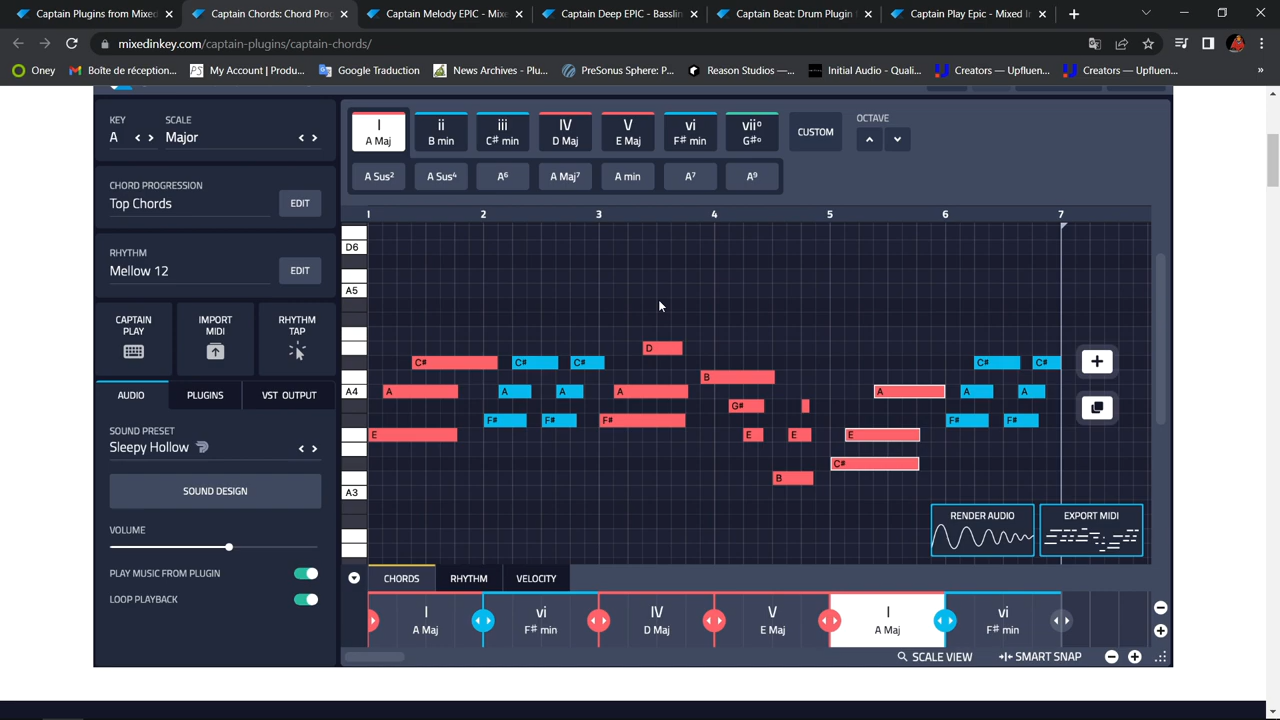 Plugins from Mixed
Captain Chords: Chord Prog
Captain Melody EPIC - Mixe
Captain Deep EPIC - Basslin
Captain Beat: Drum Plugin f
Captain Play Epic - Mixed In
mixedinkey.com/captain-plugins/captain-chords/
Oney
Boîte de réception...
My Account | Proju...
Google Traduction
News Archive - Pl...
PreSonus Sphere: P...
Reason Studios —...
Initial Audio - Quali...
Creators — Upfluen...
Creators — Upfluen...
»
KEY
A
SCALE
Major
CHORD PROGRESSION
Top Chords
EDIT
RHYTHM
Mellow 12
EDIT
CAPTAIN PLAY
IMPORT MIDI
RHYTHM TAP
AUDIO
PLUGINS
VST OUTPUT
SOUND PRESET
Sleepy Hollow
SOUND DESIGN
VOLUME
PLAY MUSIC FROM PLUGIN
LOOP PLAYBACK
I
A Maj
ii
B min
iii
C# min
IV
D Maj
V
E Maj
vi
F# min
vii°
G#°
CUSTOM
OCTAVE
A Sus²
A Sus⁴
A⁶
A Maj⁷
A min
A⁷
A⁹
1 2 3 4 5 6 7
D6
A5
D
C# C# C# C# C#
B
A4 A A A A A A A
G#
F# F# F# F# F#
E E E E
C#
B
A3
RENDER AUDIO
EXPORT MIDI
CHORDS
RHYTHM
VELOCITY
I
A Maj
vi
F# min
IV
D Maj
V
E Maj
I
A Maj
vi
F# min
SCALE VIEW
SMART SNAP